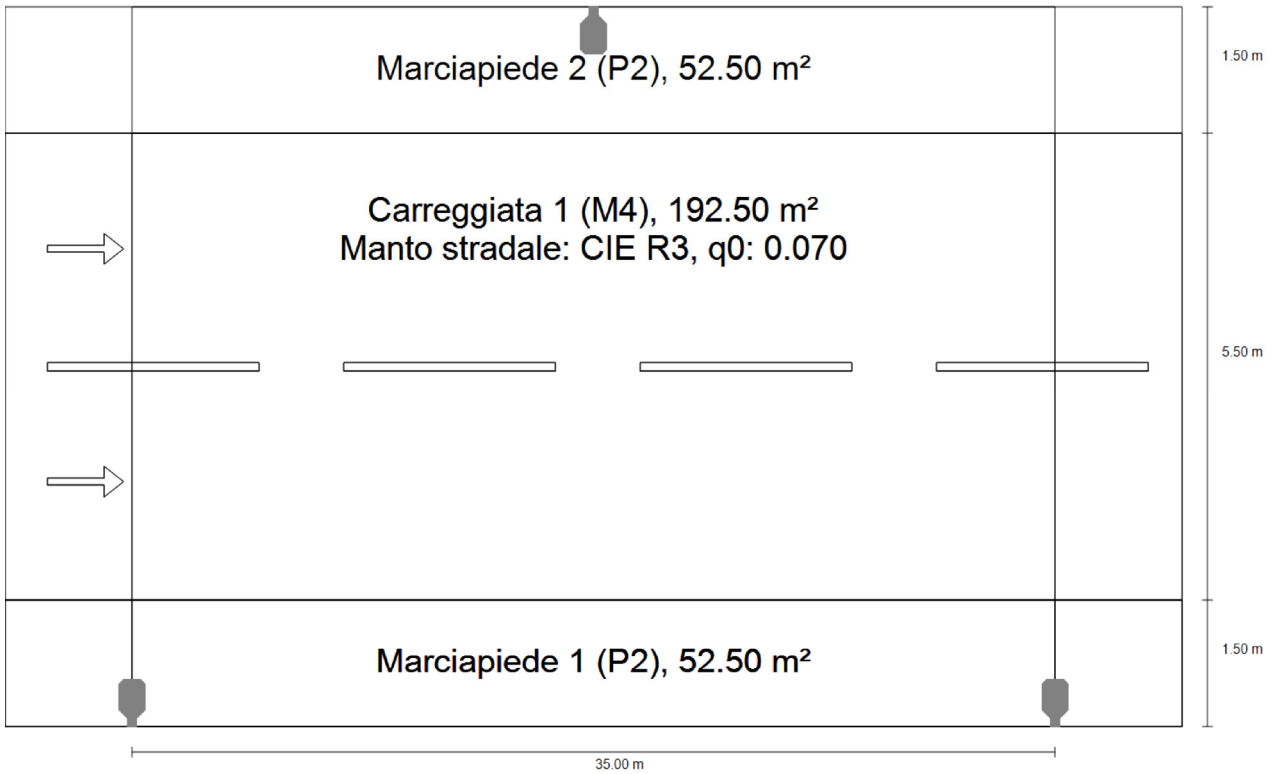 Marciapiede 2 (P2), 52.50 m²
1.50 m
Carreggiata 1 (M4), 192.50 m²
Manto stradale: CIE R3, q0: 0.070
5.50 m
Marciapiede 1 (P2), 52.50 m²
1.50 m
35.00 m